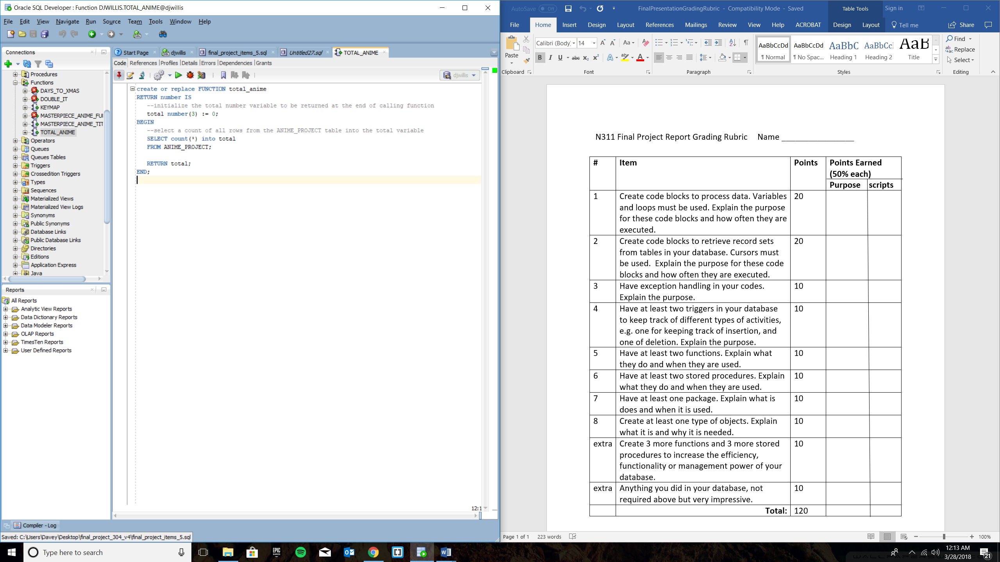 Oracle SQL Developer : Function DJWILLIS.TOTAL_ANIME@djwillis
File Edit View Navigate Run Source Team Tools Window Help
Connections
Procedures
Functions
DAYS_TO_XMAS
DOUBLE_IT
KEYMAP
MASTERPIECE_ANIME_FU
MASTERPIECE_ANIME_TIT
TOTAL_ANIME
Operators
Queues
Queues Tables
Triggers
Crossedition Triggers
Types
Sequences
Materialized Views
Materialized View Logs
Synonyms
Public Synonyms
Database Links
Public Database Links
Directories
Editions
Application Express
Java
Reports
All Reports
Analytic View Reports
Data Dictionary Reports
Data Modeler Reports
OLAP Reports
TimesTen Reports
User Defined Reports
Start Page djwillis final_project_items_5.sql Untitled27.sql TOTAL_ANIME
Code References Profiles Details Errors Dependencies Grants
djwillis
create or replace FUNCTION total_anime
RETURN number IS
--initialize the total number variable to be returned at the end of calling function
total number(3) := 0;
BEGIN
--select a count of all rows from the ANIME_PROJECT table into the total variable
SELECT count(*) into total
FROM ANIME_PROJECT;
RETURN total;
END;
12:1
Compiler - Log
Saved: C:\Users\Davey\Desktop\final_project_304_v4\final_project_items_5.sql
AutoSave Off FinalPresentationGradingRubric - Compatibility Mode - Saved Table Tools Sign in
File Home Insert Design Layout References Mailings Review View Help ACROBAT Design Layout Tell me Share
Paste
Calibri (Body) 14
AaBbCcDd AaBbCcDd AaBbC AaBbCc AaB
¶ Normal ¶ No Spac... Heading 1 Heading 2 Title
Find
Replace
Select
Clipboard Font Paragraph Styles Editing
N311 Final Project Report Grading Rubric Name ________________
# Item Points Points Earned
(50% each)
Purpose scripts
1 Create code blocks to process data. Variables 20
and loops must be used. Explain the purpose
for these code blocks and how often they are
executed.
2 Create code blocks to retrieve record sets 20
from tables in your database. Cursors must
be used. Explain the purpose for these code
blocks and how often they are executed.
3 Have exception handling in your codes. 10
Explain the purpose.
4 Have at least two triggers in your database 10
to keep track of different types of activities,
e.g. one for keeping track of insertion, and
one of deletion. Explain the purpose.
5 Have at least two functions. Explain what 10
they do and when they are used.
6 Have at least two stored procedures. Explain 10
what they do and when they are used.
7 Have at least one package. Explain what is 10
does and when it is used.
8 Create at least one type of objects. Explain 10
what it is and why it is needed.
extra Create 3 more functions and 3 more stored 10
procedures to increase the efficiency,
functionality or management power of your
database.
extra Anything you did in your database, not 10
required above but very impressive.
Total: 120
Page 1 of 1 223 words 100%
Type here to search
EPIC GAMES
12:13 AM
3/28/2018
21